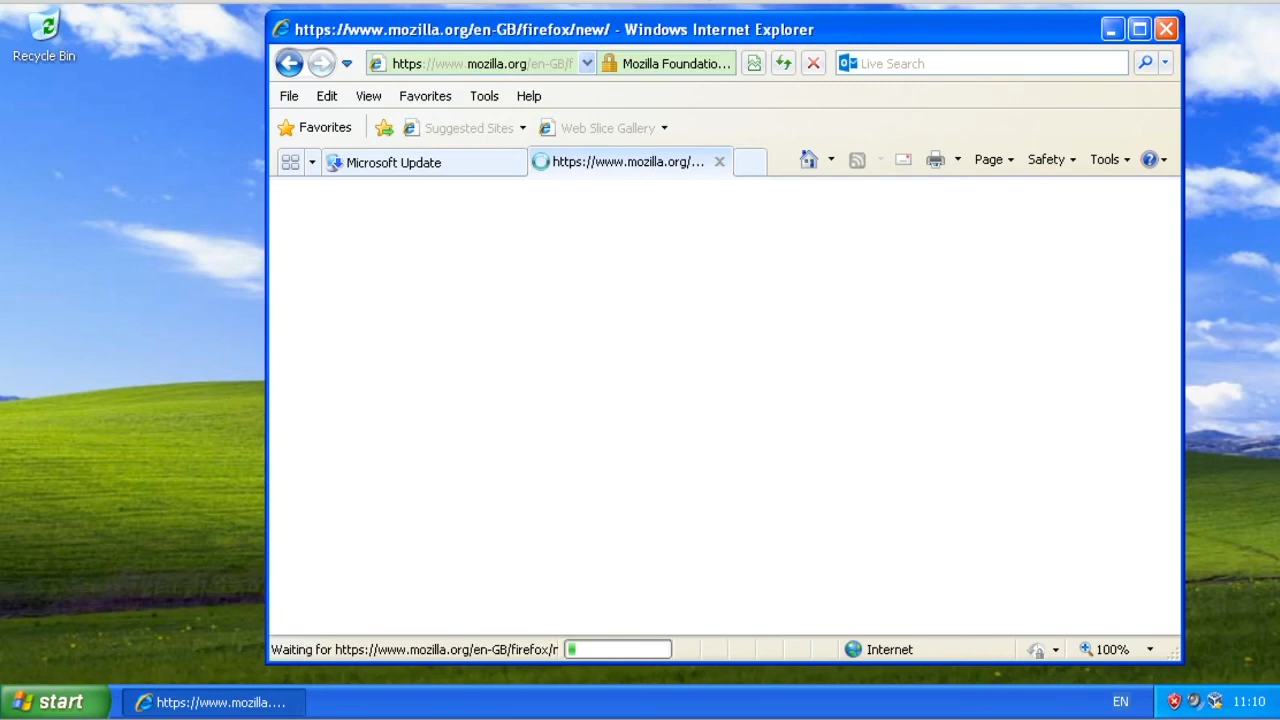 Recycle Bin
https://www.mozilla.org/en-GB/firefox/new/ - Windows Internet Explorer
https://www.mozilla.org/en-GB/f Mozilla Foundatio... Live Search
File Edit View Favorites Tools Help
Favorites Suggested Sites Web Slice Gallery
Microsoft Update https://www.mozilla.org/... Page Safety Tools
Waiting for https://www.mozilla.org/en-GB/firefox/r Internet 100%
start https://www.mozilla.... EN 11:10